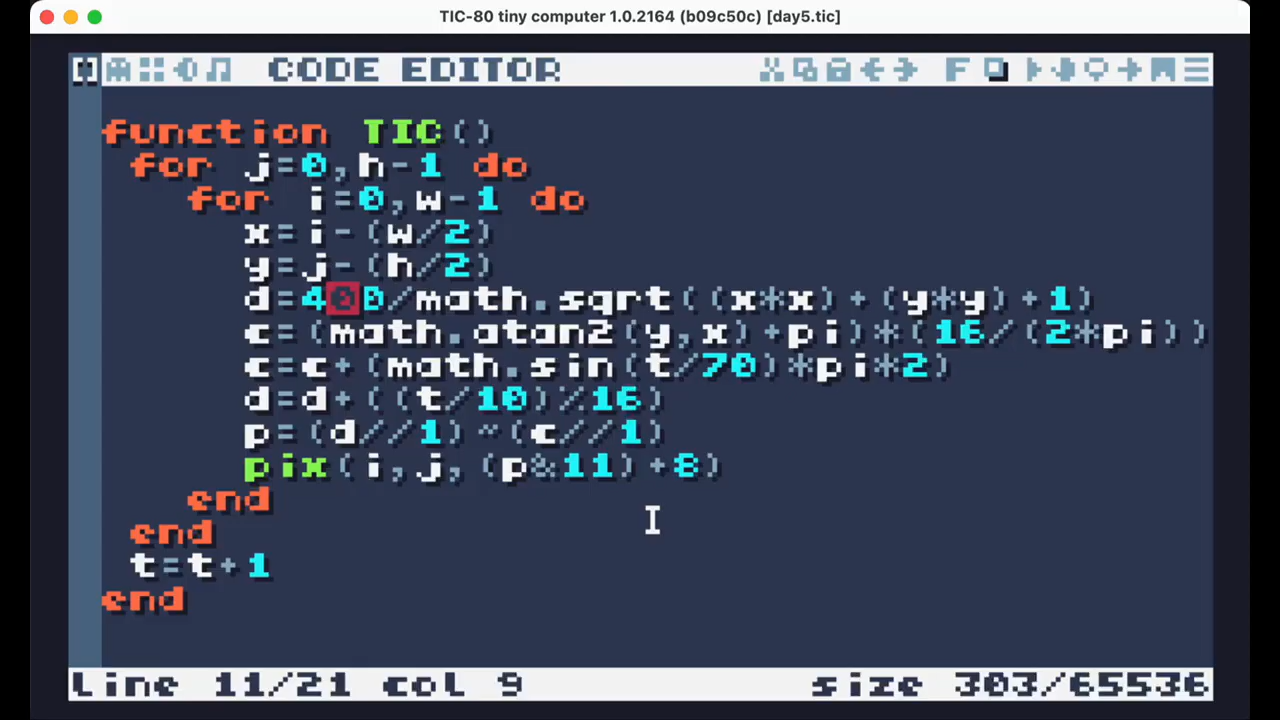 TIC-80 tiny computer 1.0.2164 (b09c50c) [day5.tic]
CODE EDITOR
F
function TIC()
for j=0,h-1 do
for i=0,w-1 do
x=i-(w/2)
y=j-(h/2)
d=400/math.sqrt((x*x)+(y*y)+1)
c=(math.atan2(y,x)+pi)*(16/(2*pi))
c=c+(math.sin(t/70)*pi*2)
d=d+((t/10)%16)
p=(d//1)~(c//1)
pix(i,j,(p&11)+8)
end
end
t=t+1
end
line 11/21 col 9
size 303/65536